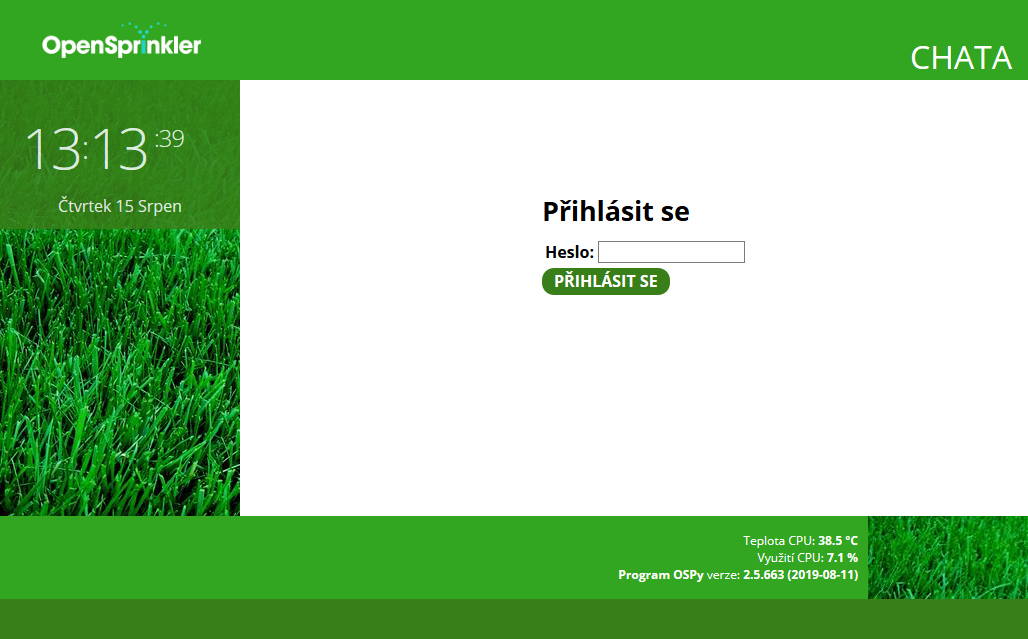 OpenSprinkler
CHATA
13:13 :39
Čtvrtek 15 Srpen
Přihlásit se
Heslo:
PŘIHLÁSIT SE
Teplota CPU: 38.5 °C
Využití CPU: 7.1 %
Program OSPy verze: 2.5.663 (2019-08-11)